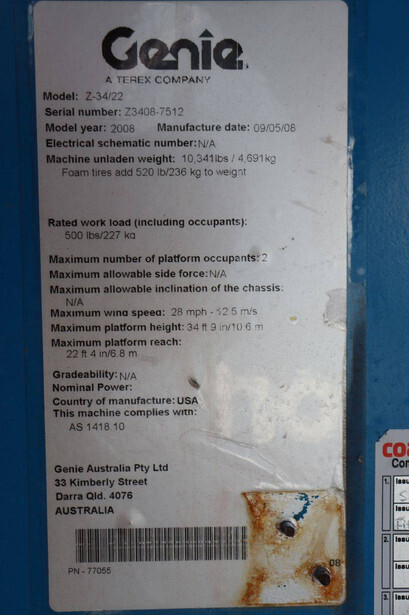 Genie
A TEREX COMPANY
Model: Z-34/22
Serial number: Z3408-7512
Model year: 2008 Manufacture date: 09/05/08
Electrical schematic number: N/A
Machine unladen weight: 10,341lbs / 4,691kg
Foam tires add 520 lb/236 kg to weight
Rated work load (including occupants):
500 lbs/227 kg
Maximum number of platform occupants: 2
Maximum allowable side force: N/A
Maximum allowable inclination of the chassis:
N/A
Maximum wind speed: 28 mph - 12.5 m/s
Maximum platform height: 34 ft 9 in/10.6 m
Maximum platform reach:
22 ft 4 in/6.8 m
Gradeability: N/A
Nominal Power:
Country of manufacture: USA
This machine complies with:
AS 1418.10
Genie Australia Pty Ltd
33 Kimberly Street
Darra Qld. 4076
AUSTRALIA
PN - 77055
08
1.
2.
3.